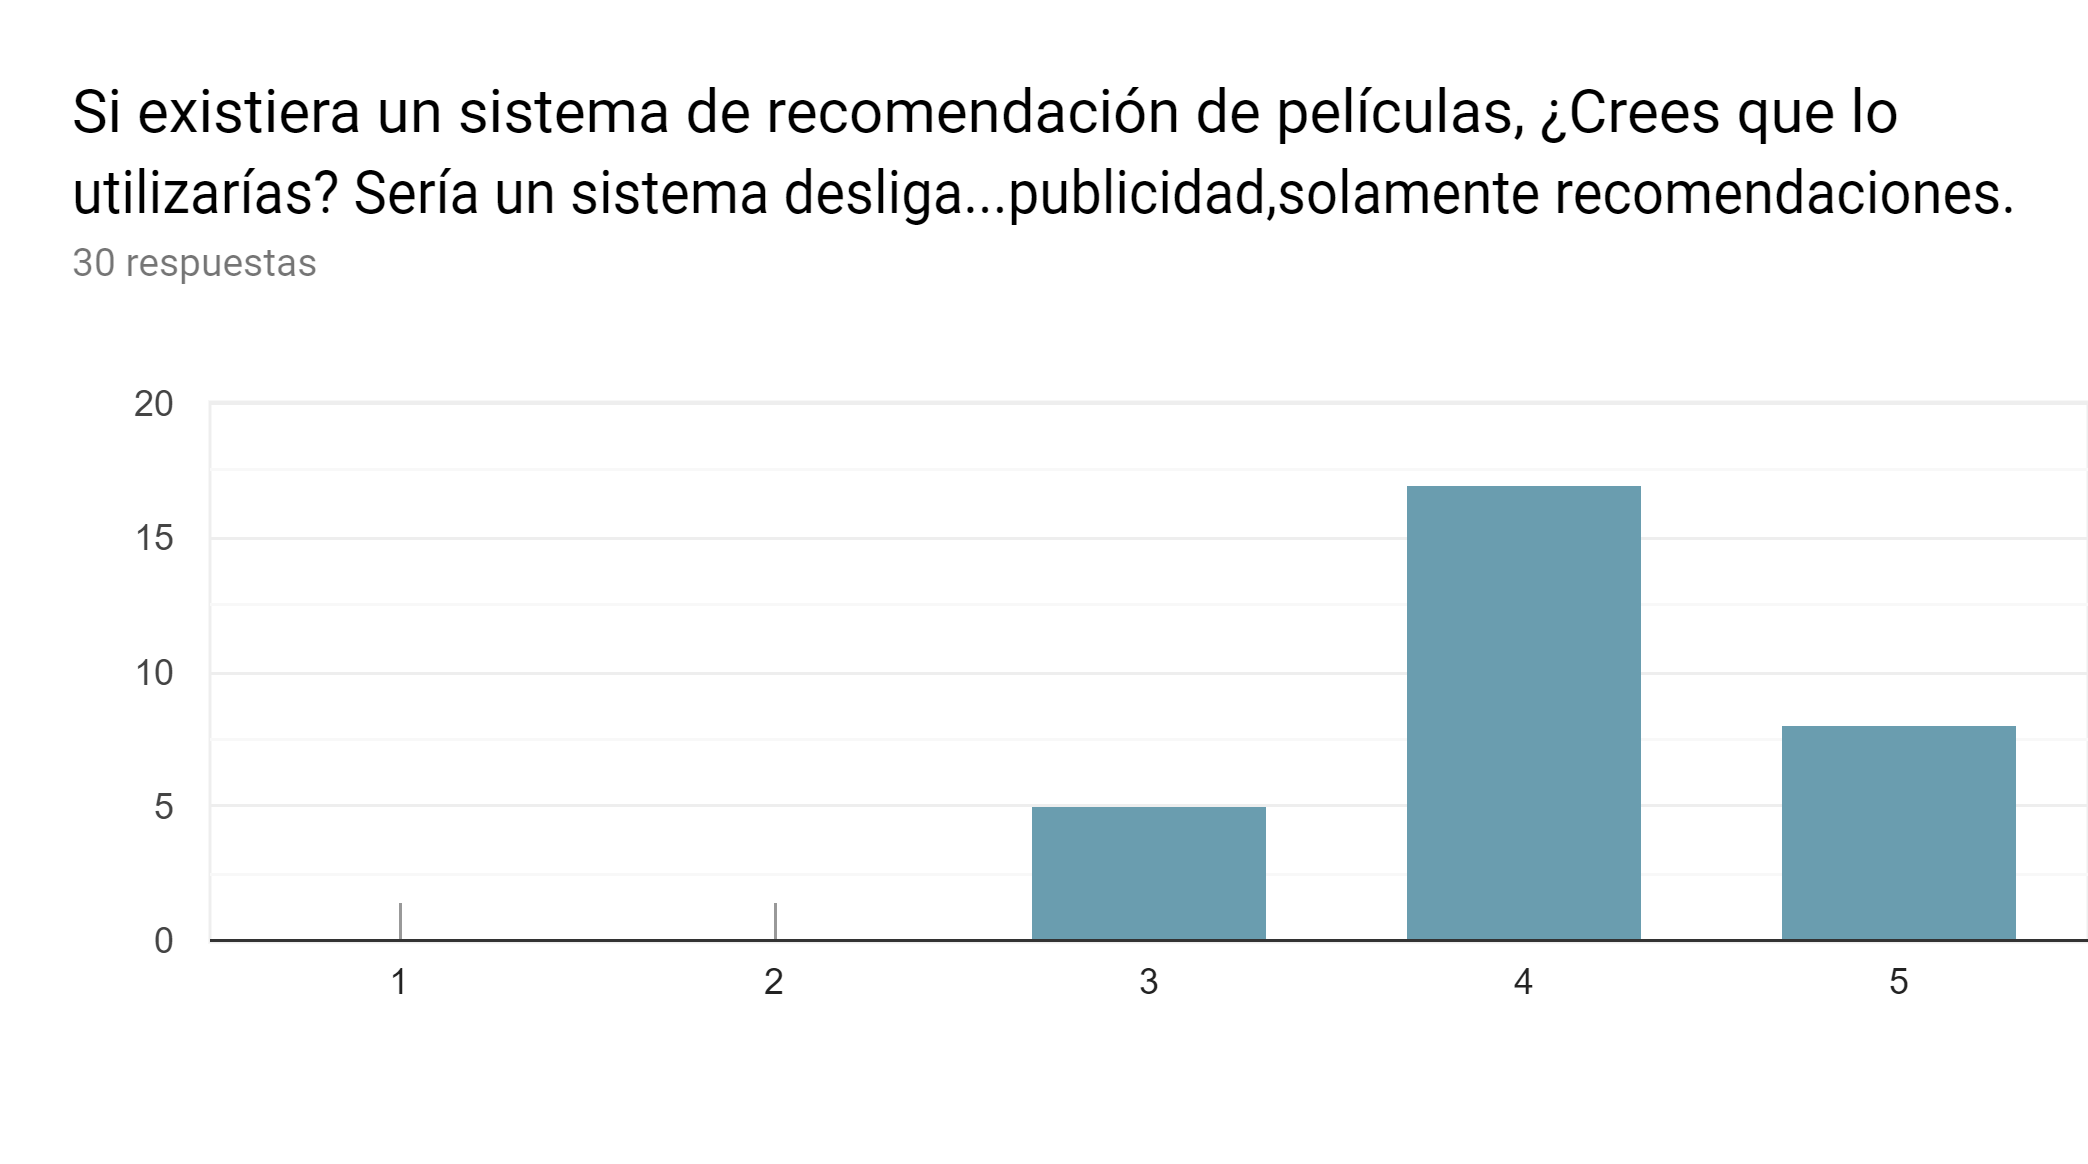 Si existiera un sistema de recomendación de películas, ¿Crees que lo
utilizarías? Sería un sistema desliga...publicidad,solamente recomendaciones.
30 respuestas
20
15
10
5
0
1 2 3 4 5